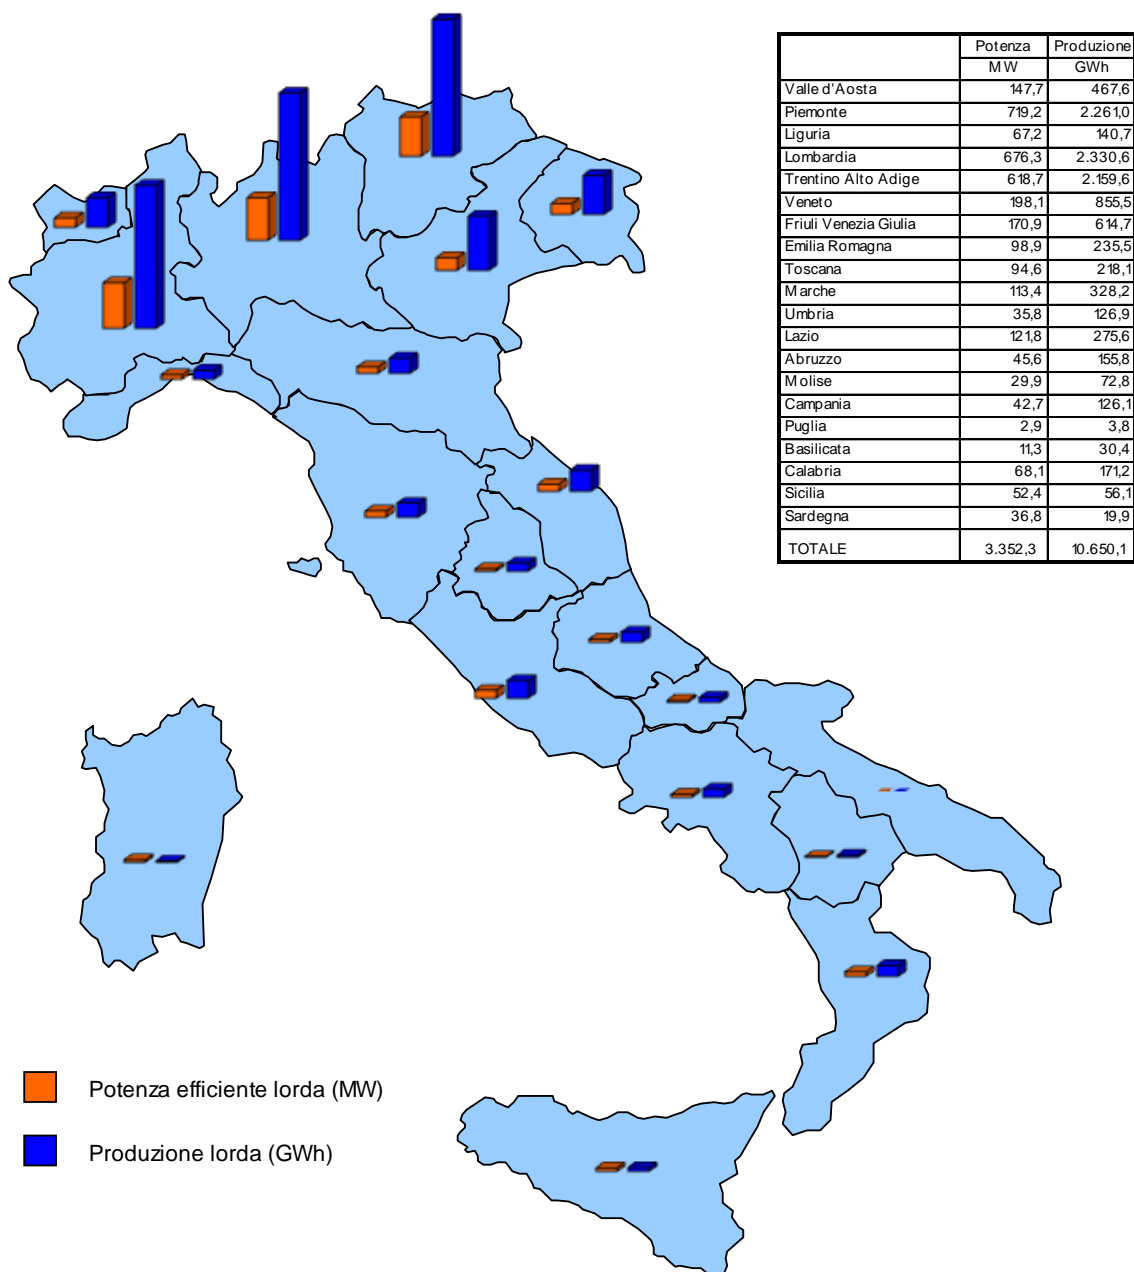 Potenza Produzione
MW GWh
Valle d'Aosta 147,7 467,6
Piemonte 719,2 2.261,0
Liguria 67,2 140,7
Lombardia 676,3 2.330,6
Trentino Alto Adige 618,7 2.159,6
Veneto 198,1 855,5
Friuli Venezia Giulia 170,9 614,7
Emilia Romagna 98,9 235,5
Toscana 94,6 218,1
Marche 113,4 328,2
Umbria 35,8 126,9
Lazio 121,8 275,6
Abruzzo 45,6 155,8
Molise 29,9 72,8
Campania 42,7 126,1
Puglia 2,9 3,8
Basilicata 11,3 30,4
Calabria 68,1 171,2
Sicilia 52,4 56,1
Sardegna 36,8 19,9
TOTALE 3.352,3 10.650,1
Potenza efficiente lorda (MW)
Produzione lorda (GWh)